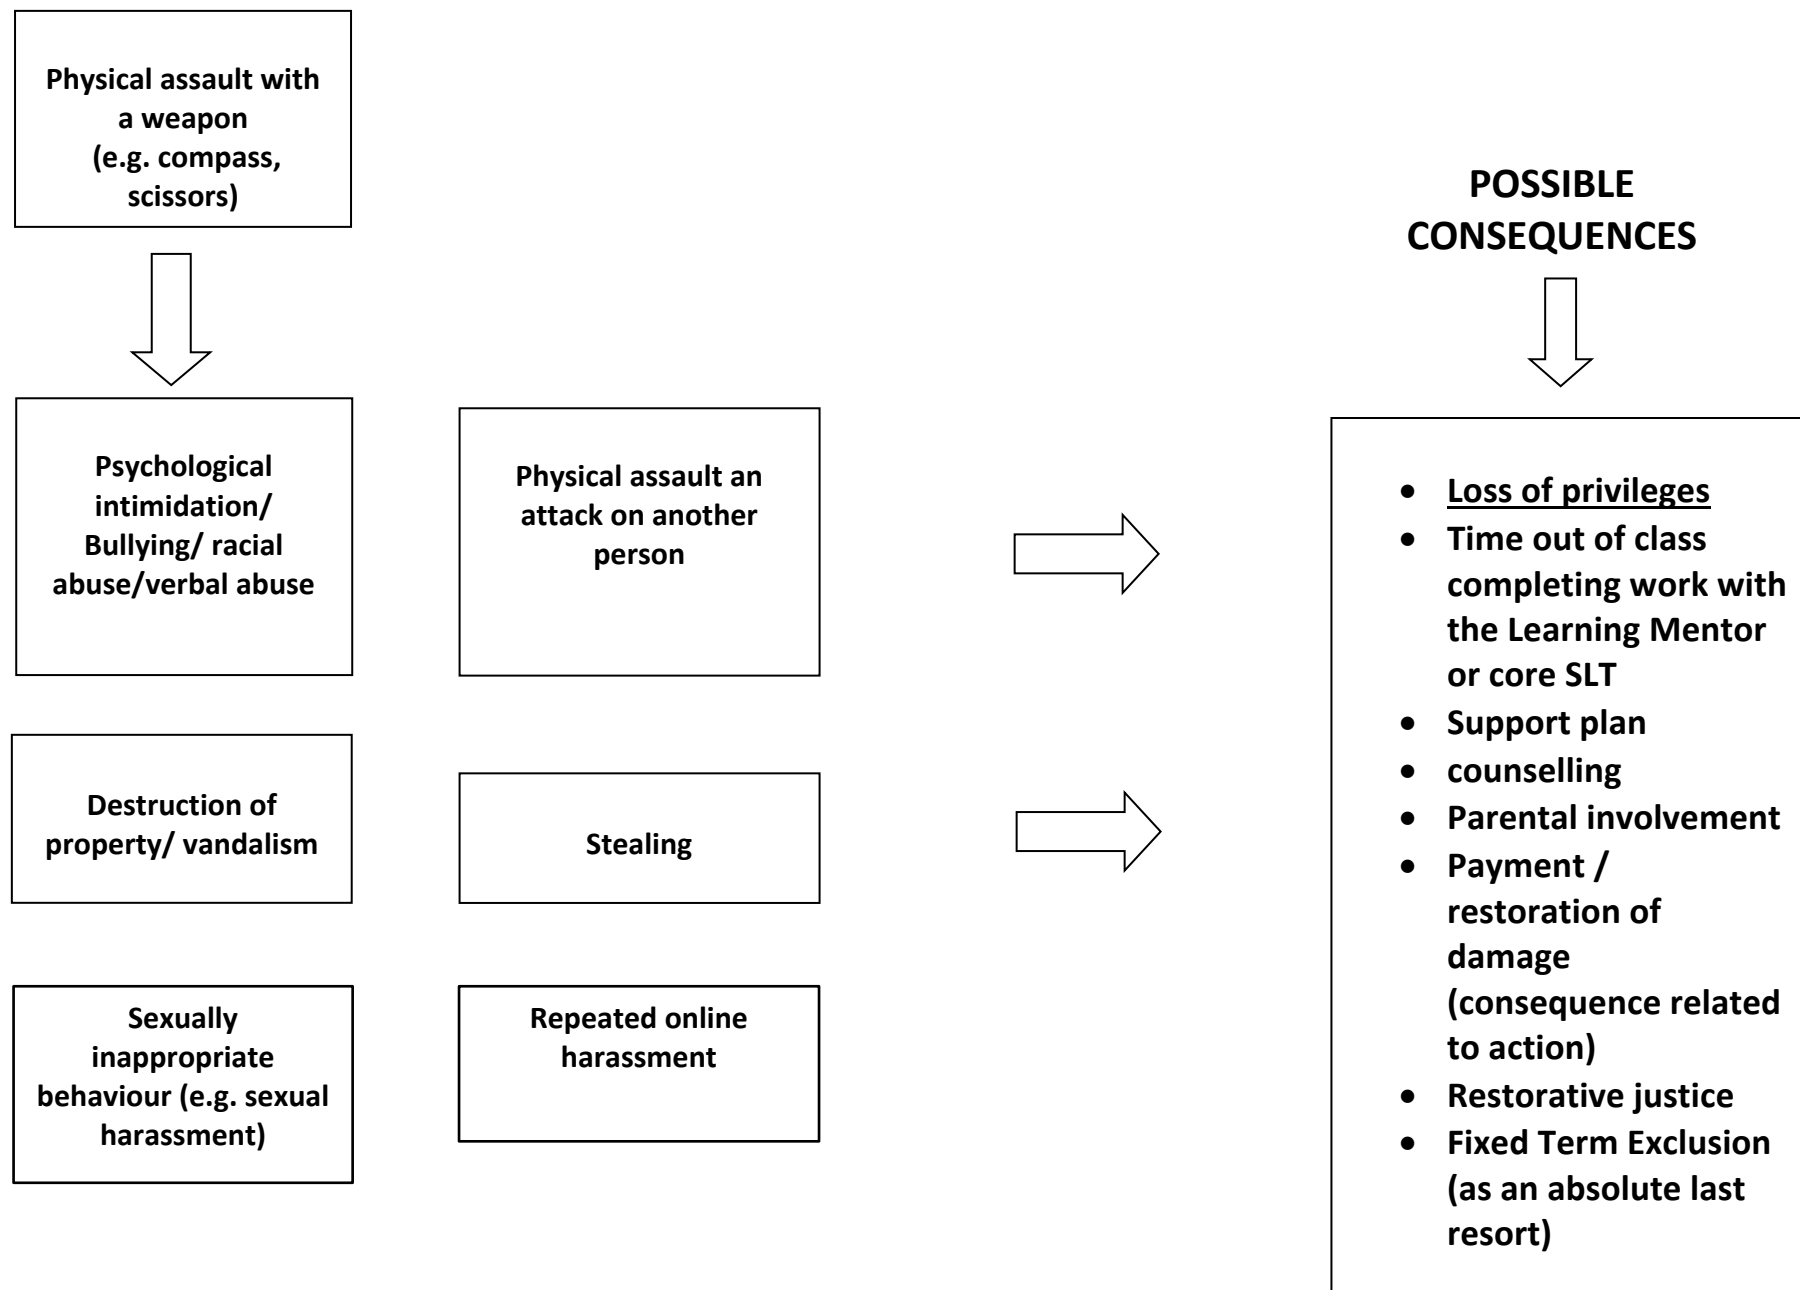 Physical assault with
a weapon
(e.g. compass,
scissors)
POSSIBLE
CONSEQUENCES
Psychological
intimidation/
Bullying/ racial
abuse/verbal abuse
Physical assault an
attack on another
person
Destruction of
property/ vandalism
Stealing
Sexually
inappropriate
behaviour (e.g. sexual
harassment)
Repeated online
harassment
• Loss of privileges
• Time out of class
completing work with
the Learning Mentor
or core SLT
• Support plan
• counselling
• Parental involvement
• Payment /
restoration of
damage
(consequence related
to action)
• Restorative justice
• Fixed Term Exclusion
(as an absolute last
resort)